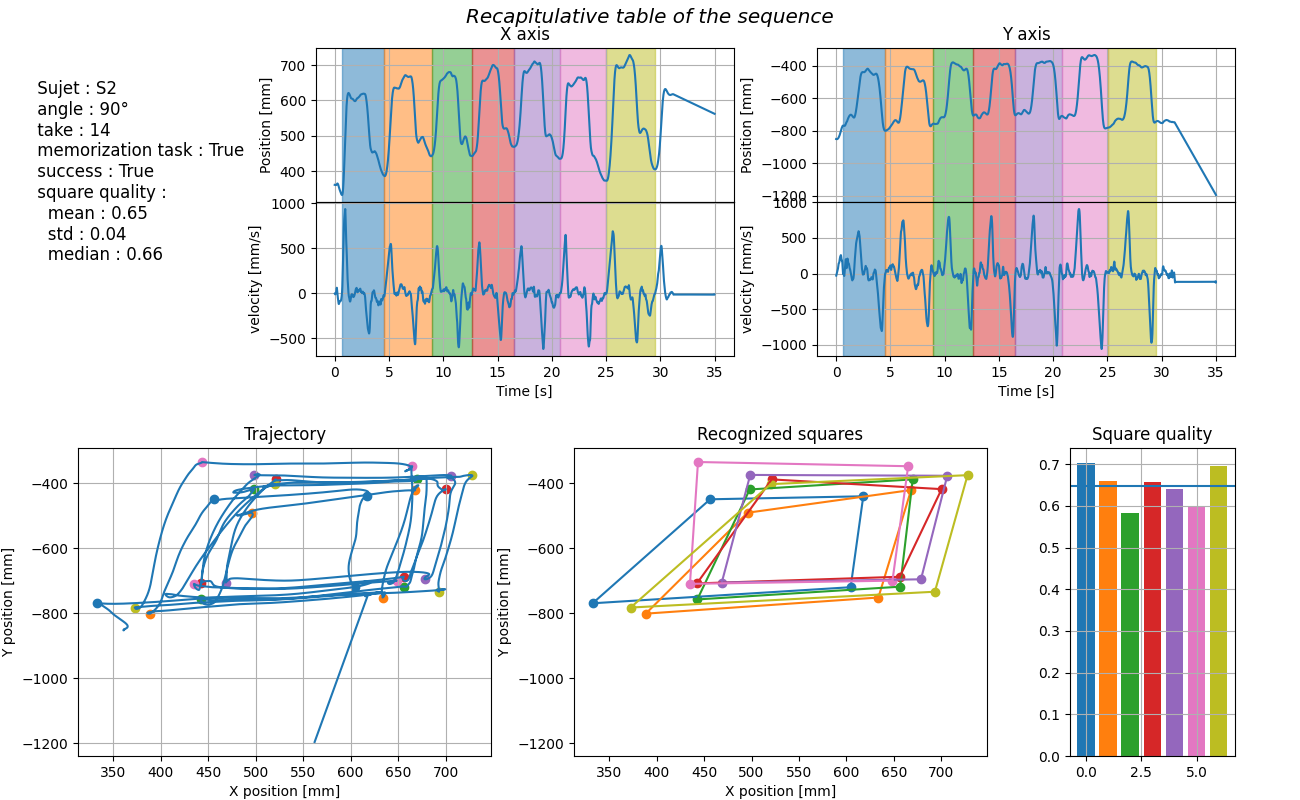 Recapitulative table of the sequence
X axis
Y axis
Sujet : S2
angle : 90°
take : 14
memorization task : True
success : True
square quality :
mean : 0.65
std : 0.04
median : 0.66
Position [mm]
700
600
500
400
velocity [mm/s]
1000
500
0
−500
0 5 10 15 20 25 30 35
Time [s]
Position [mm]
−400
−600
−800
−1000
−1200
velocity [mm/s]
1000
500
0
−500
−1000
0 5 10 15 20 25 30 35
Time [s]
Trajectory
Y position [mm]
−400
−600
−800
−1000
−1200
350 400 450 500 550 600 650 700
X position [mm]
Recognized squares
Y position [mm]
−400
−600
−800
−1000
−1200
350 400 450 500 550 600 650 700
X position [mm]
Square quality
0.7
0.6
0.5
0.4
0.3
0.2
0.1
0.0
0.0 2.5 5.0